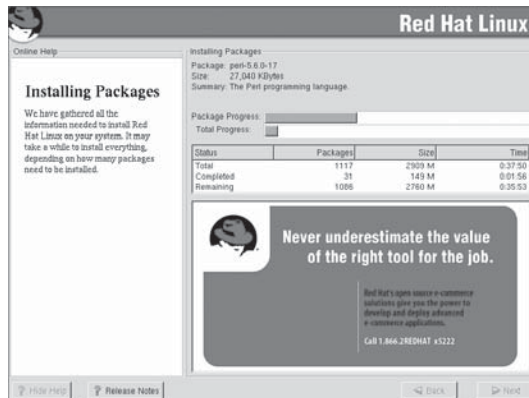 Red Hat Linux
Online Help
Installing Packages
We have gathered all the
information needed to install Red
Hat Linux on your system. It may
take a while to install everything,
depending on how many packages
need to be installed.
Installing Packages
Package: perl-5.6.0-17
Size: 27,040 KBytes
Summary: The Perl programming language.
Package Progress:
Total Progress:
Status Packages Size Time
Total 1117 2909 M 0:37:50
Completed 31 149 M 0:01:56
Remaining 1086 2760 M 0:35:53
Never underestimate the value
of the right tool for the job.
Red Hat's open source e-commerce
solutions give you the power to
develop and deploy advanced
e-commerce applications.
Call 1.866.2REDHAT x5222
Hide Help
Release Notes
Back
Next